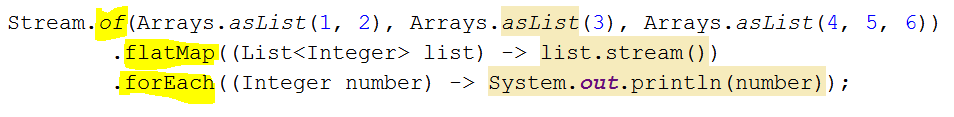 Stream.of(Arrays.asList(1, 2), Arrays.asList(3), Arrays.asList(4, 5, 6))
.flatMap((List<Integer> list) -> list.stream())
.forEach((Integer number) -> System.out.println(number));